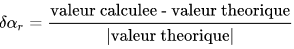 δα_r = (valeur calculee - valeur theorique) / |valeur theorique|